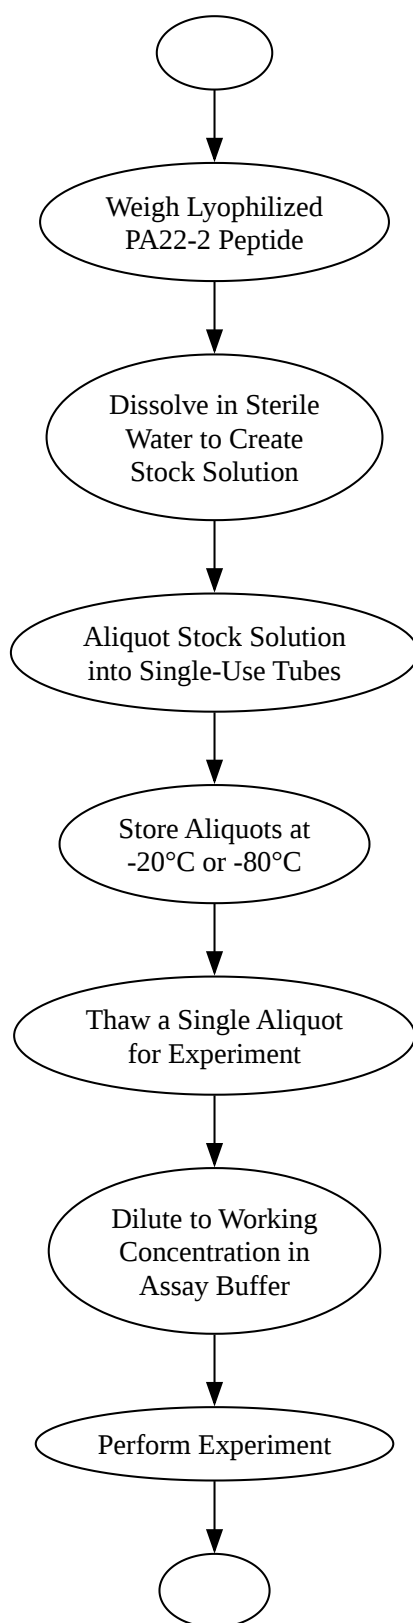 Weigh Lyophilized
PA22-2 Peptide
Dissolve in Sterile
Water to Create
Stock Solution
Aliquot Stock Solution
into Single-Use Tubes
Store Aliquots at
-20°C or -80°C
Thaw a Single Aliquot
for Experiment
Dilute to Working
Concentration in
Assay Buffer
Perform Experiment